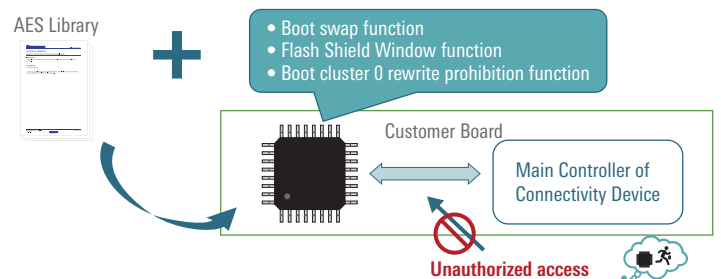 AES Library
• Boot swap function
• Flash Shield Window function
• Boot cluster 0 rewrite prohibition function
Customer Board
Main Controller of
Connectivity Device
Unauthorized access